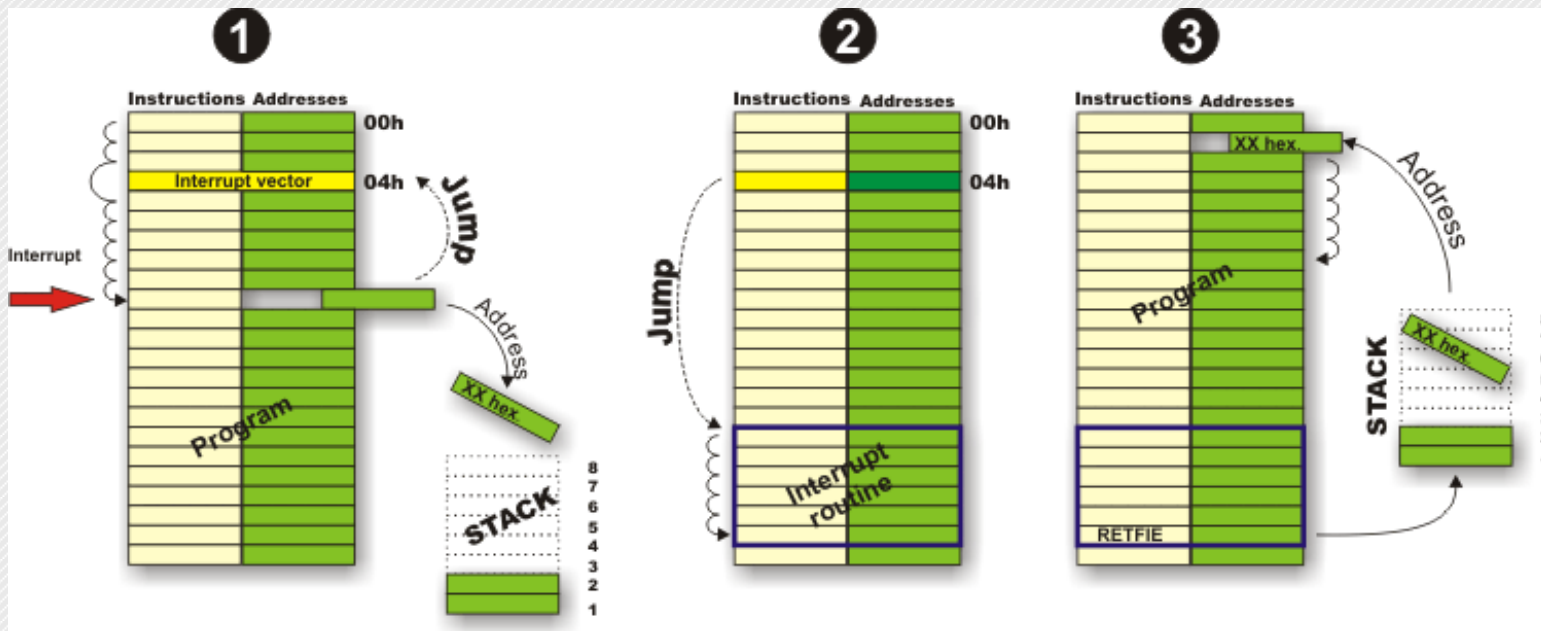 1
Instructions Addresses
00h
Interrupt vector
04h
Jump
Interrupt
Address
XX hex.
Program
STACK
8
7
6
5
4
3
2
1
2
Instructions Addresses
00h
04h
Jump
Interrupt
routine
3
Instructions Addresses
XX hex.
Address
Program
XX hex.
STACK
RETFIE